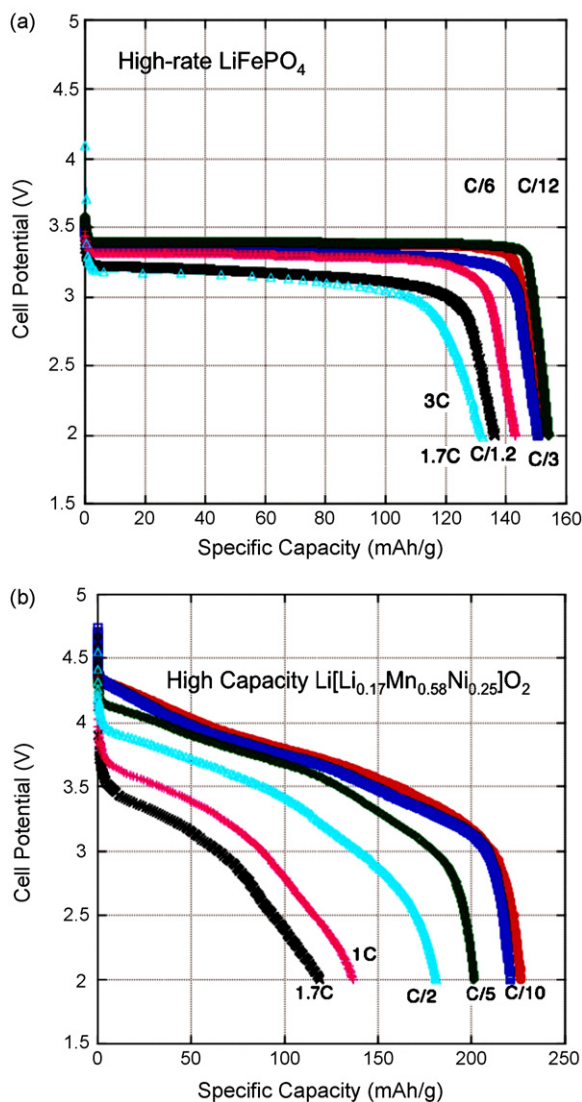 (a)
High-rate LiFePO₄
5
4.5
4
3.5
3
2.5
2
1.5
Cell Potential (V)
C/6 C/12
3C
1.7C C/1.2 C/3
0 20 40 60 80 100 120 140 160
Specific Capacity (mAh/g)
(b)
High Capacity Li[Li₀.₁₇Mn₀.₅₈Ni₀.₂₅]O₂
5
4.5
4
3.5
3
2.5
2
1.5
Cell Potential (V)
1.7C 1C C/2 C/5 C/10
0 50 100 150 200 250
Specific Capacity (mAh/g)